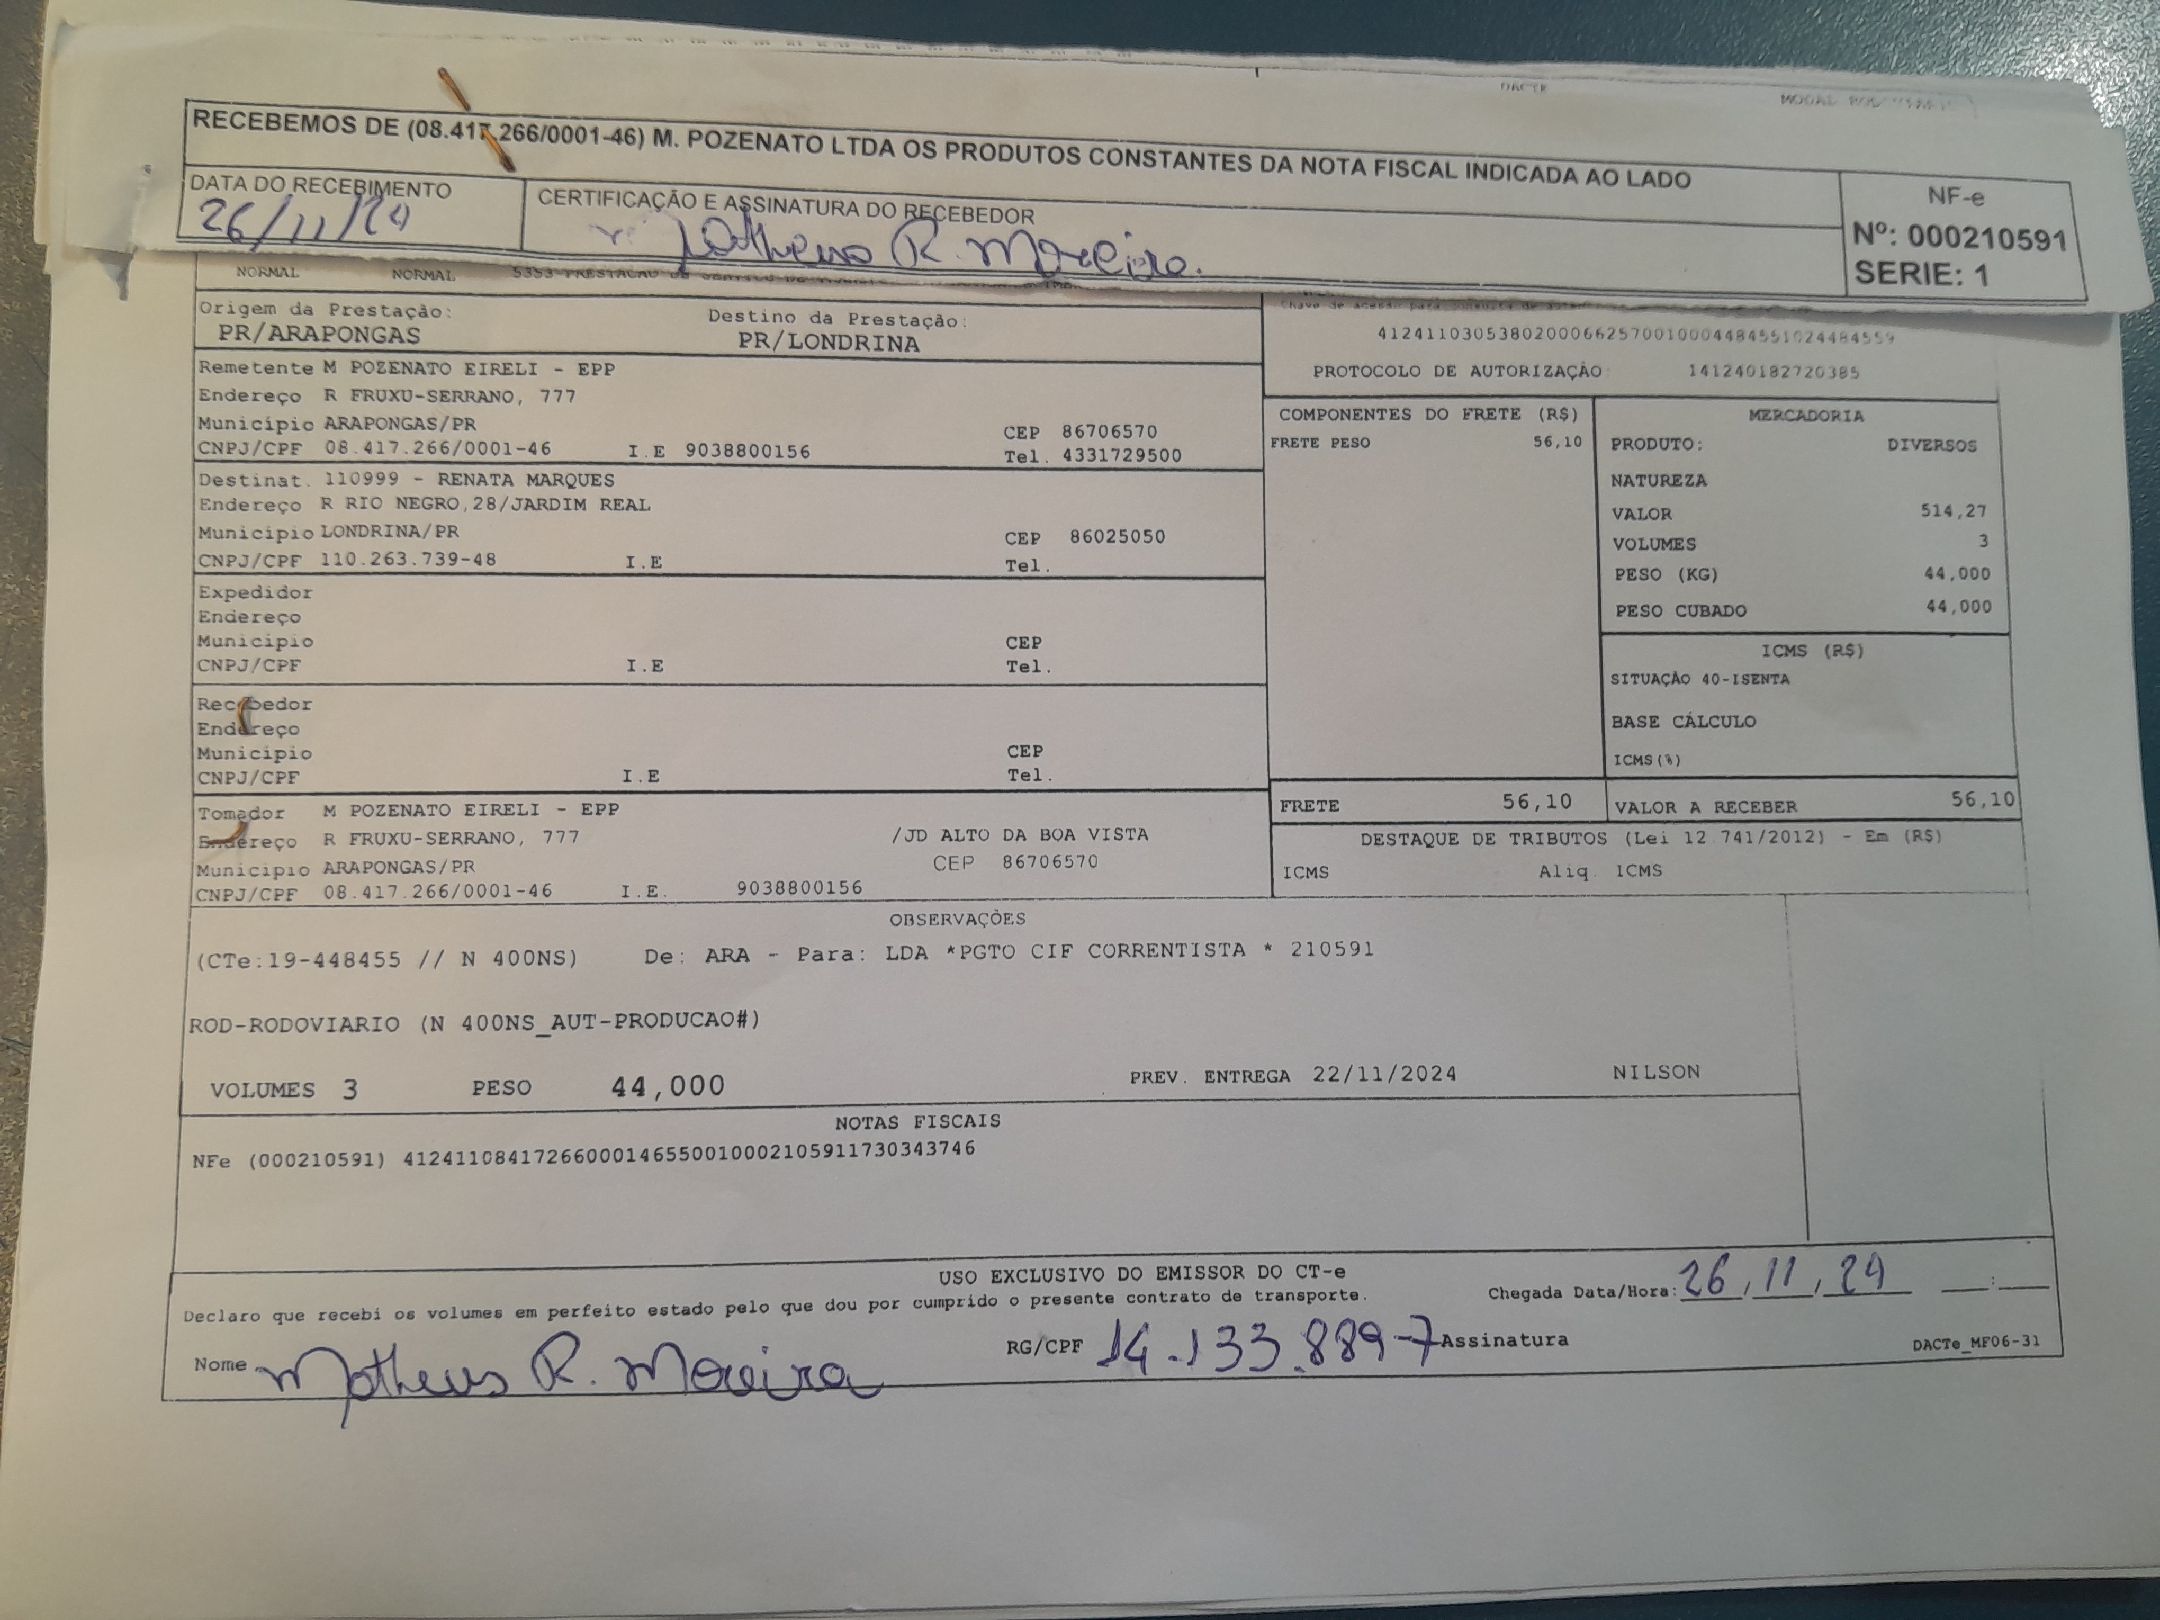 DACTE
RECEBEMOS DE (08.417.266/0001-46) M. POZENATO LTDA OS PRODUTOS CONSTANTES DA NOTA FISCAL INDICADA AO LADO
DATA DO RECEBIMENTO
26/11/24
CERTIFICAÇÃO E ASSINATURA DO RECEBEDOR
Matheus R. Moreira.
NF-e
Nº: 000210591
SERIE: 1
NORMAL NORMAL
Origem da Prestação:
PR/ARAPONGAS
Destino da Prestação:
PR/LONDRINA
Remetente M POZENATO EIRELI - EPP
Endereço R FRUXU-SERRANO, 777
Município ARAPONGAS/PR CEP 86706570
CNPJ/CPF 08.417.266/0001-46 I.E 9038800156 Tel. 4331729500
Destinat. 110999 - RENATA MARQUES
Endereço R RIO NEGRO,28/JARDIM REAL
Município LONDRINA/PR CEP 86025050
CNPJ/CPF 110.263.739-48 I.E Tel.
Expedidor
Endereço
Município CEP
CNPJ/CPF I.E Tel.
Recebedor
Endereço
Município CEP
CNPJ/CPF I.E Tel.
Tomador M POZENATO EIRELI - EPP
Endereço R FRUXU-SERRANO, 777 /JD ALTO DA BOA VISTA
Município ARAPONGAS/PR CEP 86706570
CNPJ/CPF 08.417.266/0001-46 I.E. 9038800156
41241103053802000662570010004484551024484559
PROTOCOLO DE AUTORIZAÇÃO: 141240182720385
COMPONENTES DO FRETE (R$)
FRETE PESO 56,10
MERCADORIA
PRODUTO: DIVERSOS
NATUREZA
VALOR 514,27
VOLUMES 3
PESO (KG) 44,000
PESO CUBADO 44,000
ICMS (R$)
SITUAÇÃO 40-ISENTA
BASE CÁLCULO
ICMS(%)
FRETE 56,10
VALOR A RECEBER 56,10
DESTAQUE DE TRIBUTOS (Lei 12.741/2012) - Em (R$)
ICMS Aliq. ICMS
OBSERVAÇÕES
(CTe:19-448455 // N 400NS) De: ARA - Para: LDA *PGTO CIF CORRENTISTA * 210591
ROD-RODOVIARIO (N 400NS_AUT-PRODUCAO#)
VOLUMES 3 PESO 44,000 PREV. ENTREGA 22/11/2024 NILSON
NOTAS FISCAIS
NFe (000210591) 41241108417266000146550010002105911730343746
USO EXCLUSIVO DO EMISSOR DO CT-e
Declaro que recebi os volumes em perfeito estado pelo que dou por cumprido o presente contrato de transporte.
Chegada Data/Hora: 26,11,24 :
Nome Matheus R. Moreira RG/CPF 14.133.889-7 Assinatura DACTe_MF06-31